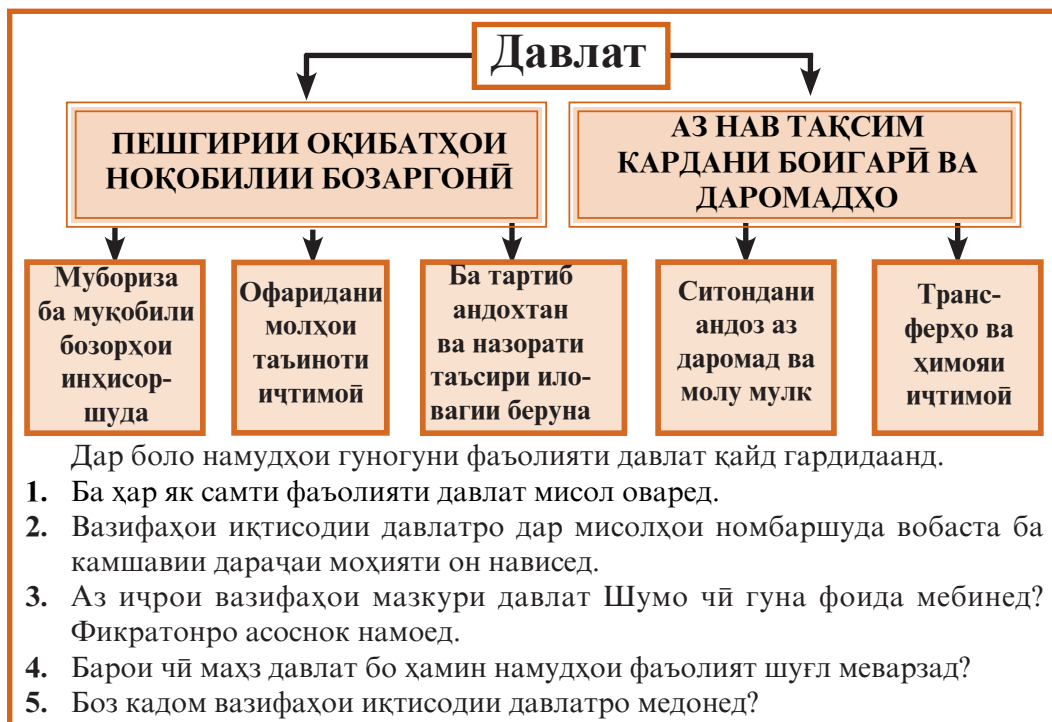 Давлат
ПЕШГИРИИ ОҚИБАТҲОИ
НОҚОБИЛИИ БОЗАРГОНӢ
АЗ НАВ ТАҚСИМ
КАРДАНИ БОИГАРӢ ВА
ДАРОМАДҲО
Мубориза
ба муқобили
бозорҳои
инҳисор-
шуда
Офаридани
молҳои
таъиноти
иҷтимоӣ
Ба тартиб
андохтан
ва назорати
таъсири ило-
вагии беруна
Ситондани
андоз аз
даромад ва
молу мулк
Транс-
ферҳо ва
ҳимояи
иҷтимоӣ
Дар боло намудҳои гуногуни фаъолияти давлат қайд гардидаанд.
1. Ба ҳар як самти фаъолияти давлат мисол оваред.
2. Вазифаҳои иқтисодии давлатро дар мисолҳои номбаршуда вобаста ба
камшавии дараҷаи моҳияти он нависед.
3. Аз иҷрои вазифаҳои мазкури давлат Шумо чӣ гуна фоида мебинед?
Фикратонро асоснок намоед.
4. Барои чӣ маҳз давлат бо ҳамин намудҳои фаъолият шуғл меварзад?
5. Боз кадом вазифаҳои иқтисодии давлатро медонед?